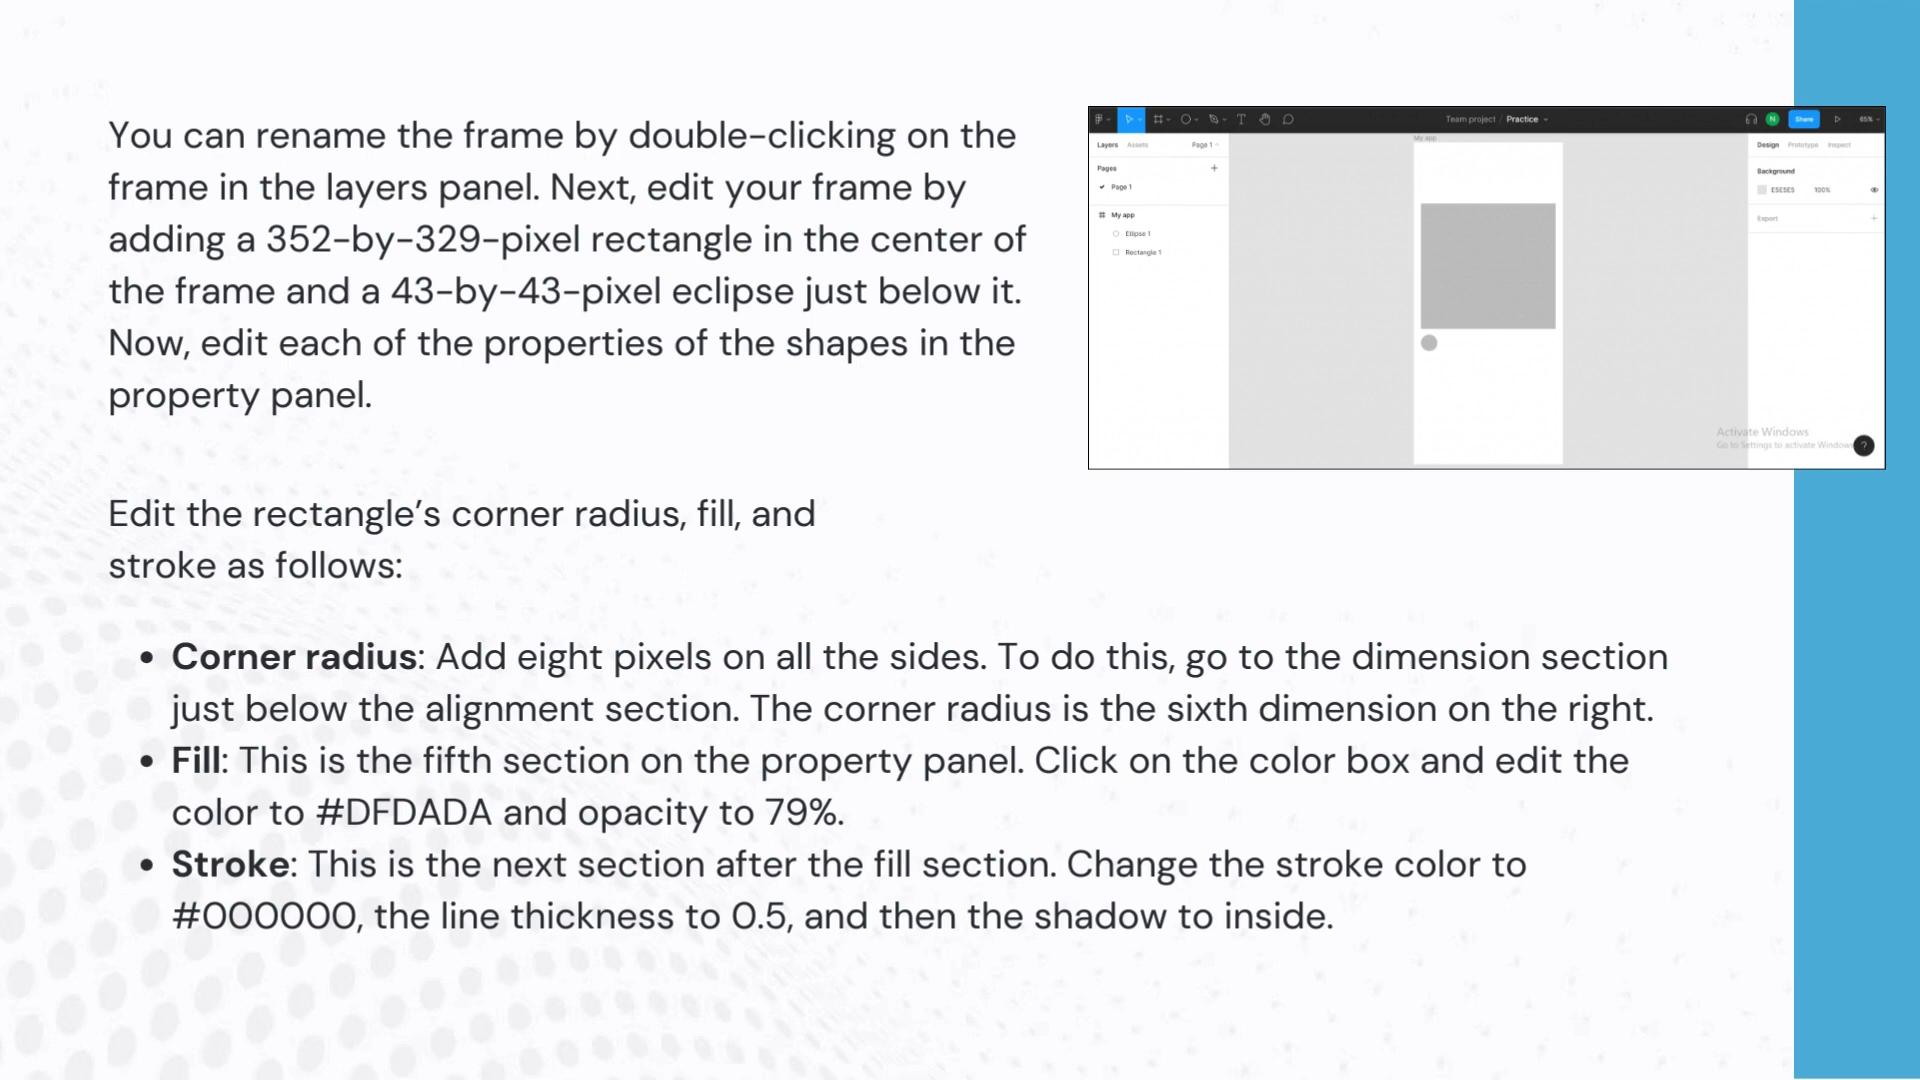 You can rename the frame by double-clicking on the
frame in the layers panel. Next, edit your frame by
adding a 352-by-329-pixel rectangle in the center of
the frame and a 43-by-43-pixel eclipse just below it.
Now, edit each of the properties of the shapes in the
property panel.
Team project / Practice
Share
65%
Layers Assets Page 1
Pages
Page 1
My app
Ellipse 1
Rectangle 1
My app
Design Prototype Inspect
Background
E5E5E5 100%
Export
Activate Windows
Go to Settings to activate Windows
?
Edit the rectangle’s corner radius, fill, and
stroke as follows:
• Corner radius: Add eight pixels on all the sides. To do this, go to the dimension section
just below the alignment section. The corner radius is the sixth dimension on the right.
• Fill: This is the fifth section on the property panel. Click on the color box and edit the
color to #DFDADA and opacity to 79%.
• Stroke: This is the next section after the fill section. Change the stroke color to
#000000, the line thickness to 0.5, and then the shadow to inside.